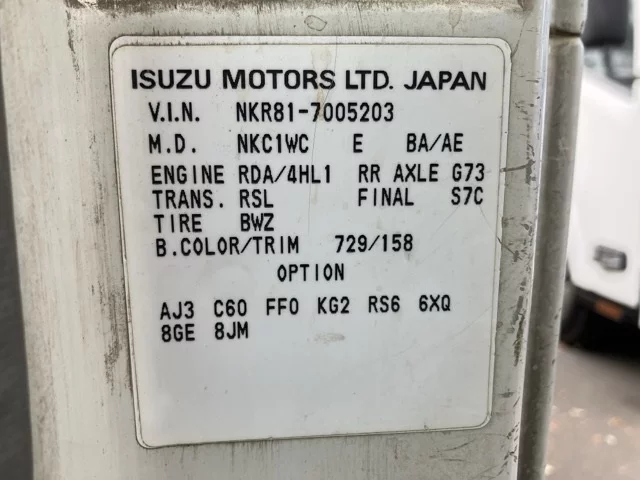 ISUZU MOTORS LTD. JAPAN
V.I.N. NKR81-7005203
M.D. NKC1WC E BA/AE
ENGINE RDA/4HL1 RR AXLE G73
TRANS. RSL FINAL S7C
TIRE BWZ
B.COLOR/TRIM 729/158
OPTION
AJ3 C60 FF0 KG2 RS6 6XQ
8GE 8JM